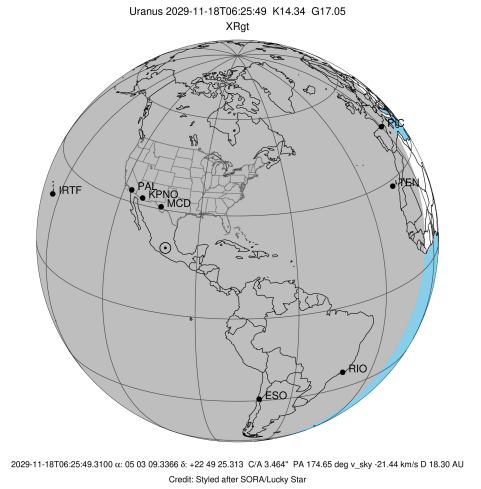 Uranus 2029-11-18T06:25:49 K14.34 G17.05
XRgt
PIC
TEN
IRTF
PAL
KPNO
MCD
RIO
ESO
2029-11-18T06:25:49.3100 α: 05 03 09.3366 δ: +22 49 25.313 C/A 3.464" PA 174.65 deg v_sky -21.44 km/s D 18.30 AU
Credit: Styled after SORA/Lucky Star